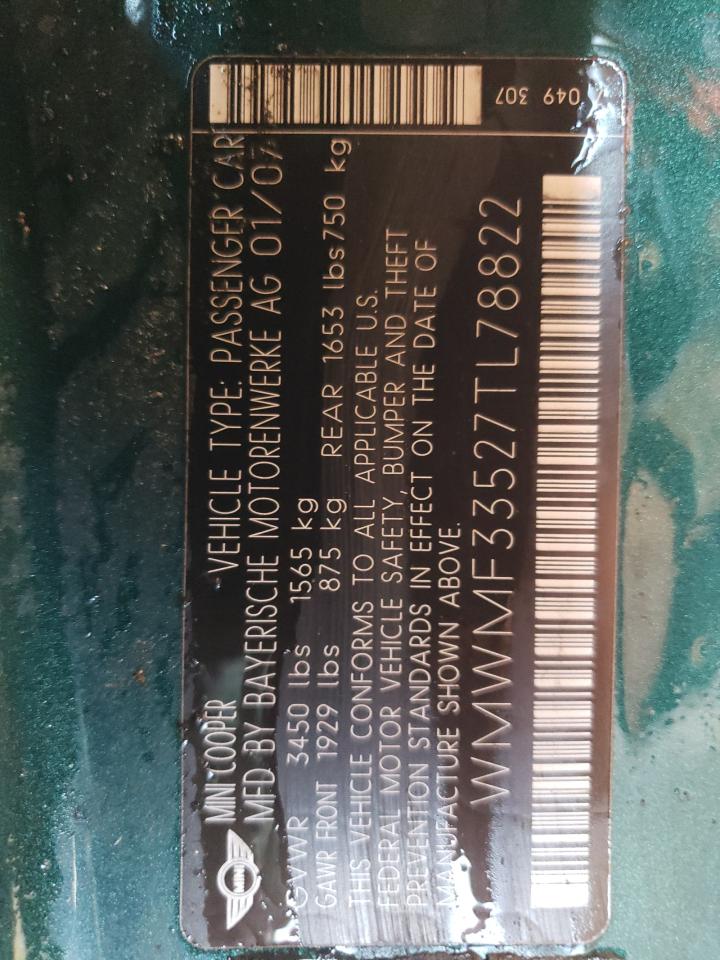 MINI COOPER VEHICLE TYPE: PASSENGER CAR
MFD BY BAYERISCHE MOTORENWERKE AG 01/07
GVWR 3450 lbs 1565 kg
GAWR FRONT 1929 lbs 875 kg REAR 1653 lbs 750 kg
THIS VEHICLE CONFORMS TO ALL APPLICABLE U.S.
FEDERAL MOTOR VEHICLE SAFETY, BUMPER AND THEFT
PREVENTION STANDARDS IN EFFECT ON THE DATE OF
MANUFACTURE SHOWN ABOVE.
WMWMF33527TL78822
049 307